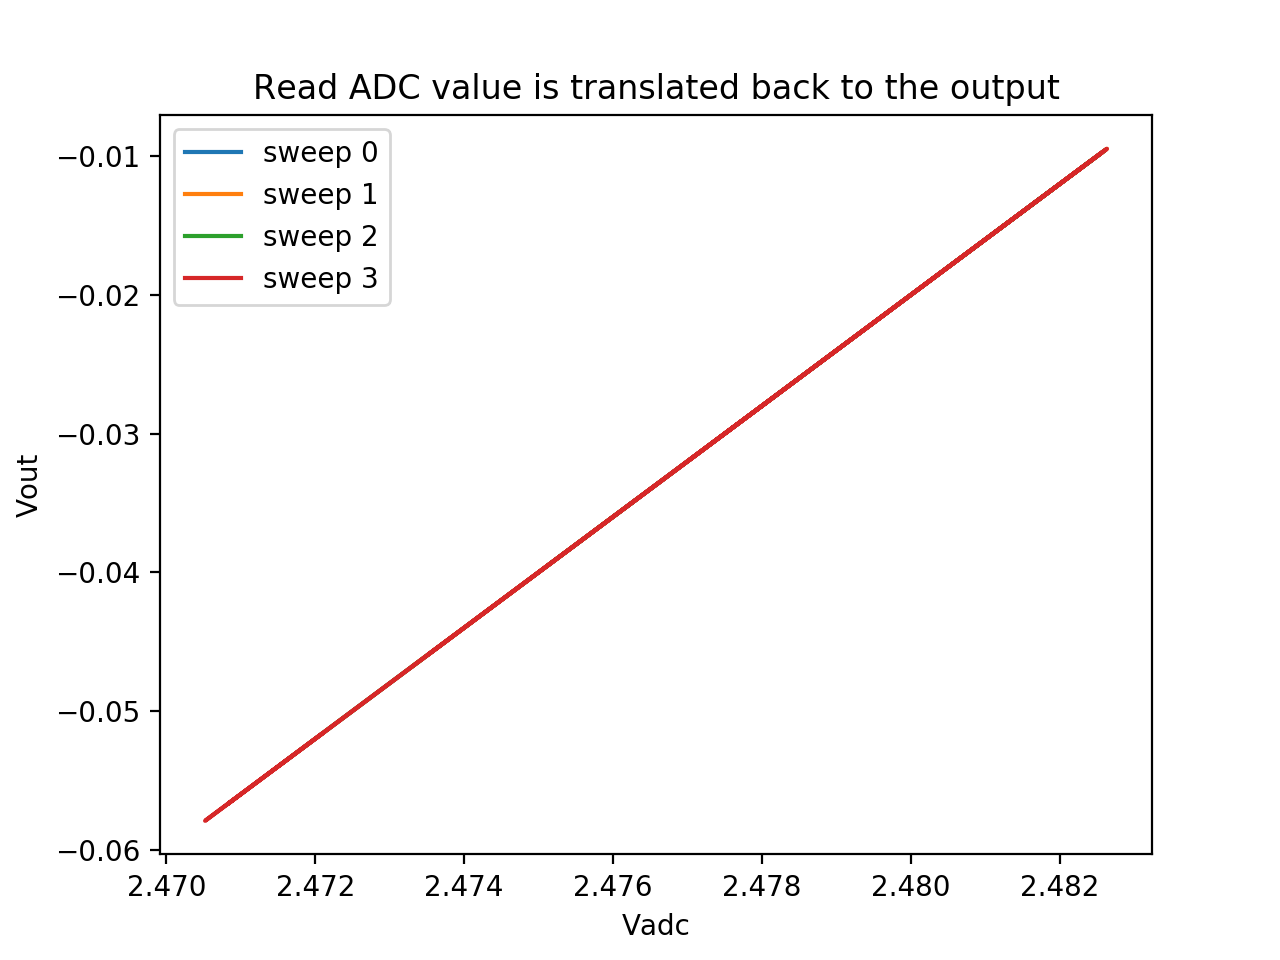 Read ADC value is translated back to the output
sweep 0
sweep 1
sweep 2
sweep 3
−0.01
−0.02
−0.03
−0.04
−0.05
−0.06
Vout
2.470 2.472 2.474 2.476 2.478 2.480 2.482
Vadc